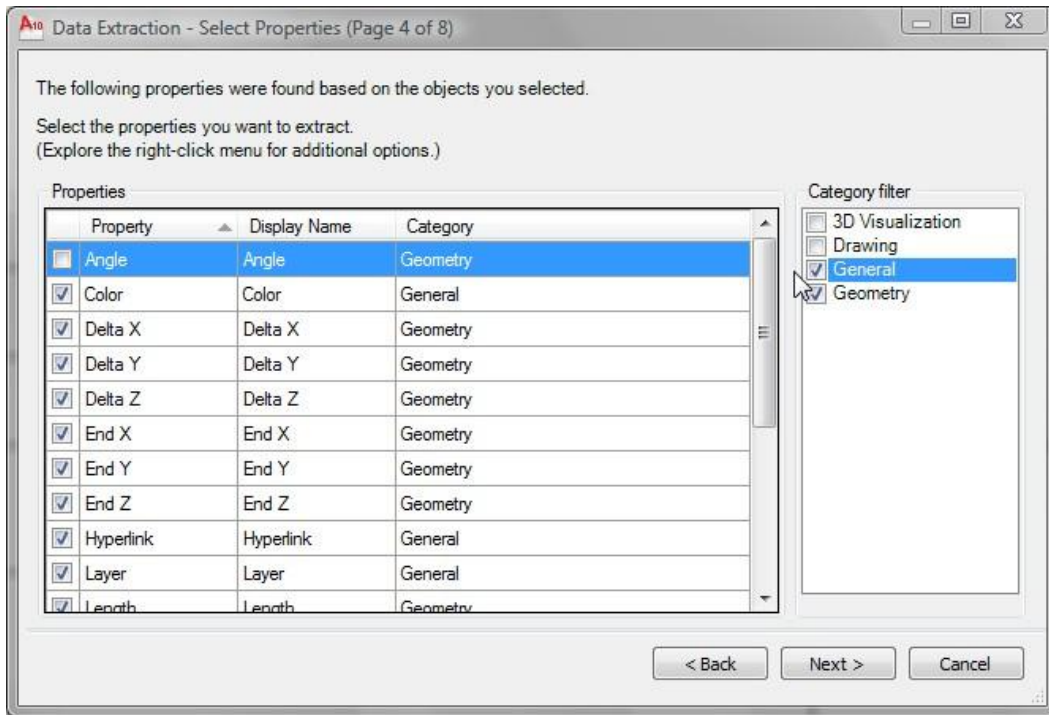 A10 Data Extraction - Select Properties (Page 4 of 8)
The following properties were found based on the objects you selected.
Select the properties you want to extract.
(Explore the right-click menu for additional options.)
Properties
Property Display Name Category
Angle Angle Geometry
Color Color General
Delta X Delta X Geometry
Delta Y Delta Y Geometry
Delta Z Delta Z Geometry
End X End X Geometry
End Y End Y Geometry
End Z End Z Geometry
Hyperlink Hyperlink General
Layer Layer General
Length Length Geometry
Category filter
3D Visualization
Drawing
General
Geometry
< Back Next > Cancel